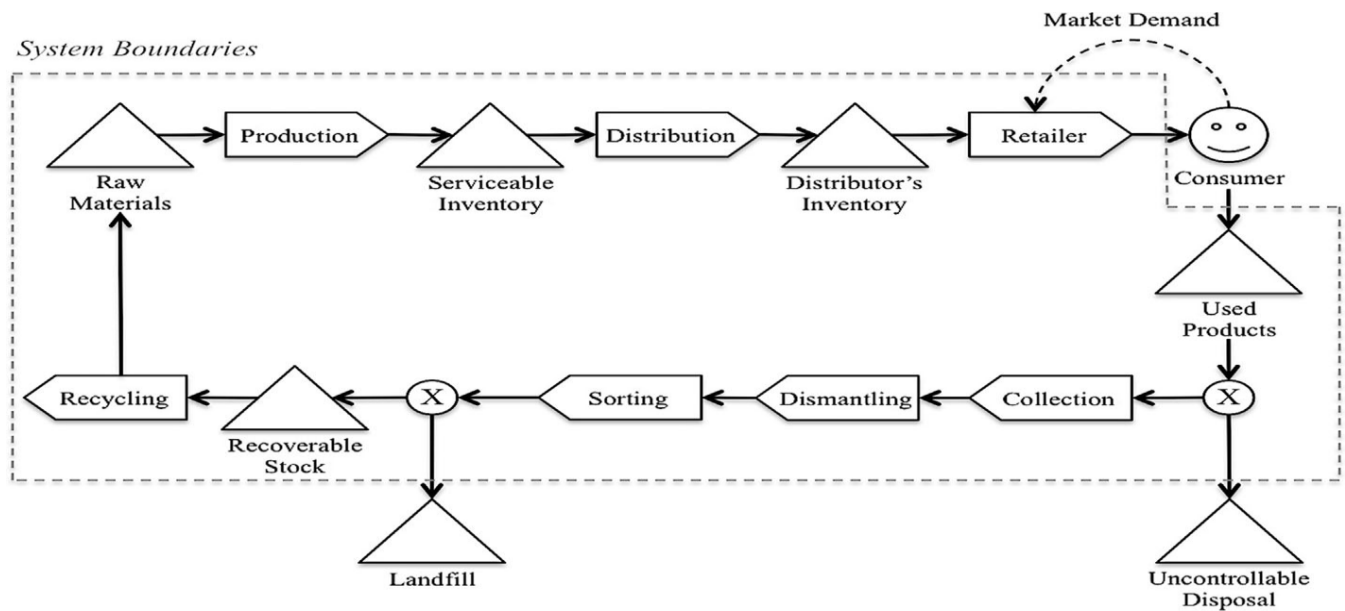 Market Demand
System Boundaries
Production
Distribution
Retailer
Raw
Materials
Serviceable
Inventory
Distributor's
Inventory
Consumer
Used
Products
Recycling
X
Sorting
Dismantling
Collection
X
Recoverable
Stock
Landfill
Uncontrollable
Disposal